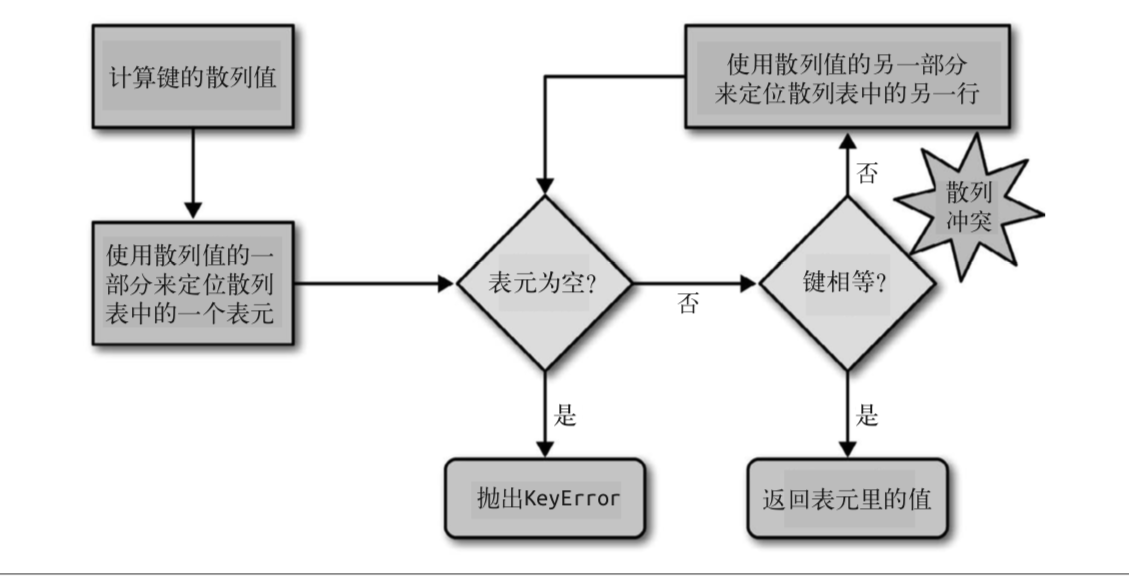 计算键的散列值
使用散列值的另一部分
来定位散列表中的另一行
否
散列
冲突
使用散列值的一
部分来定位散列
表中的一个表元
表元为空?
否
键相等?
是
是
抛出KeyError
返回表元里的值